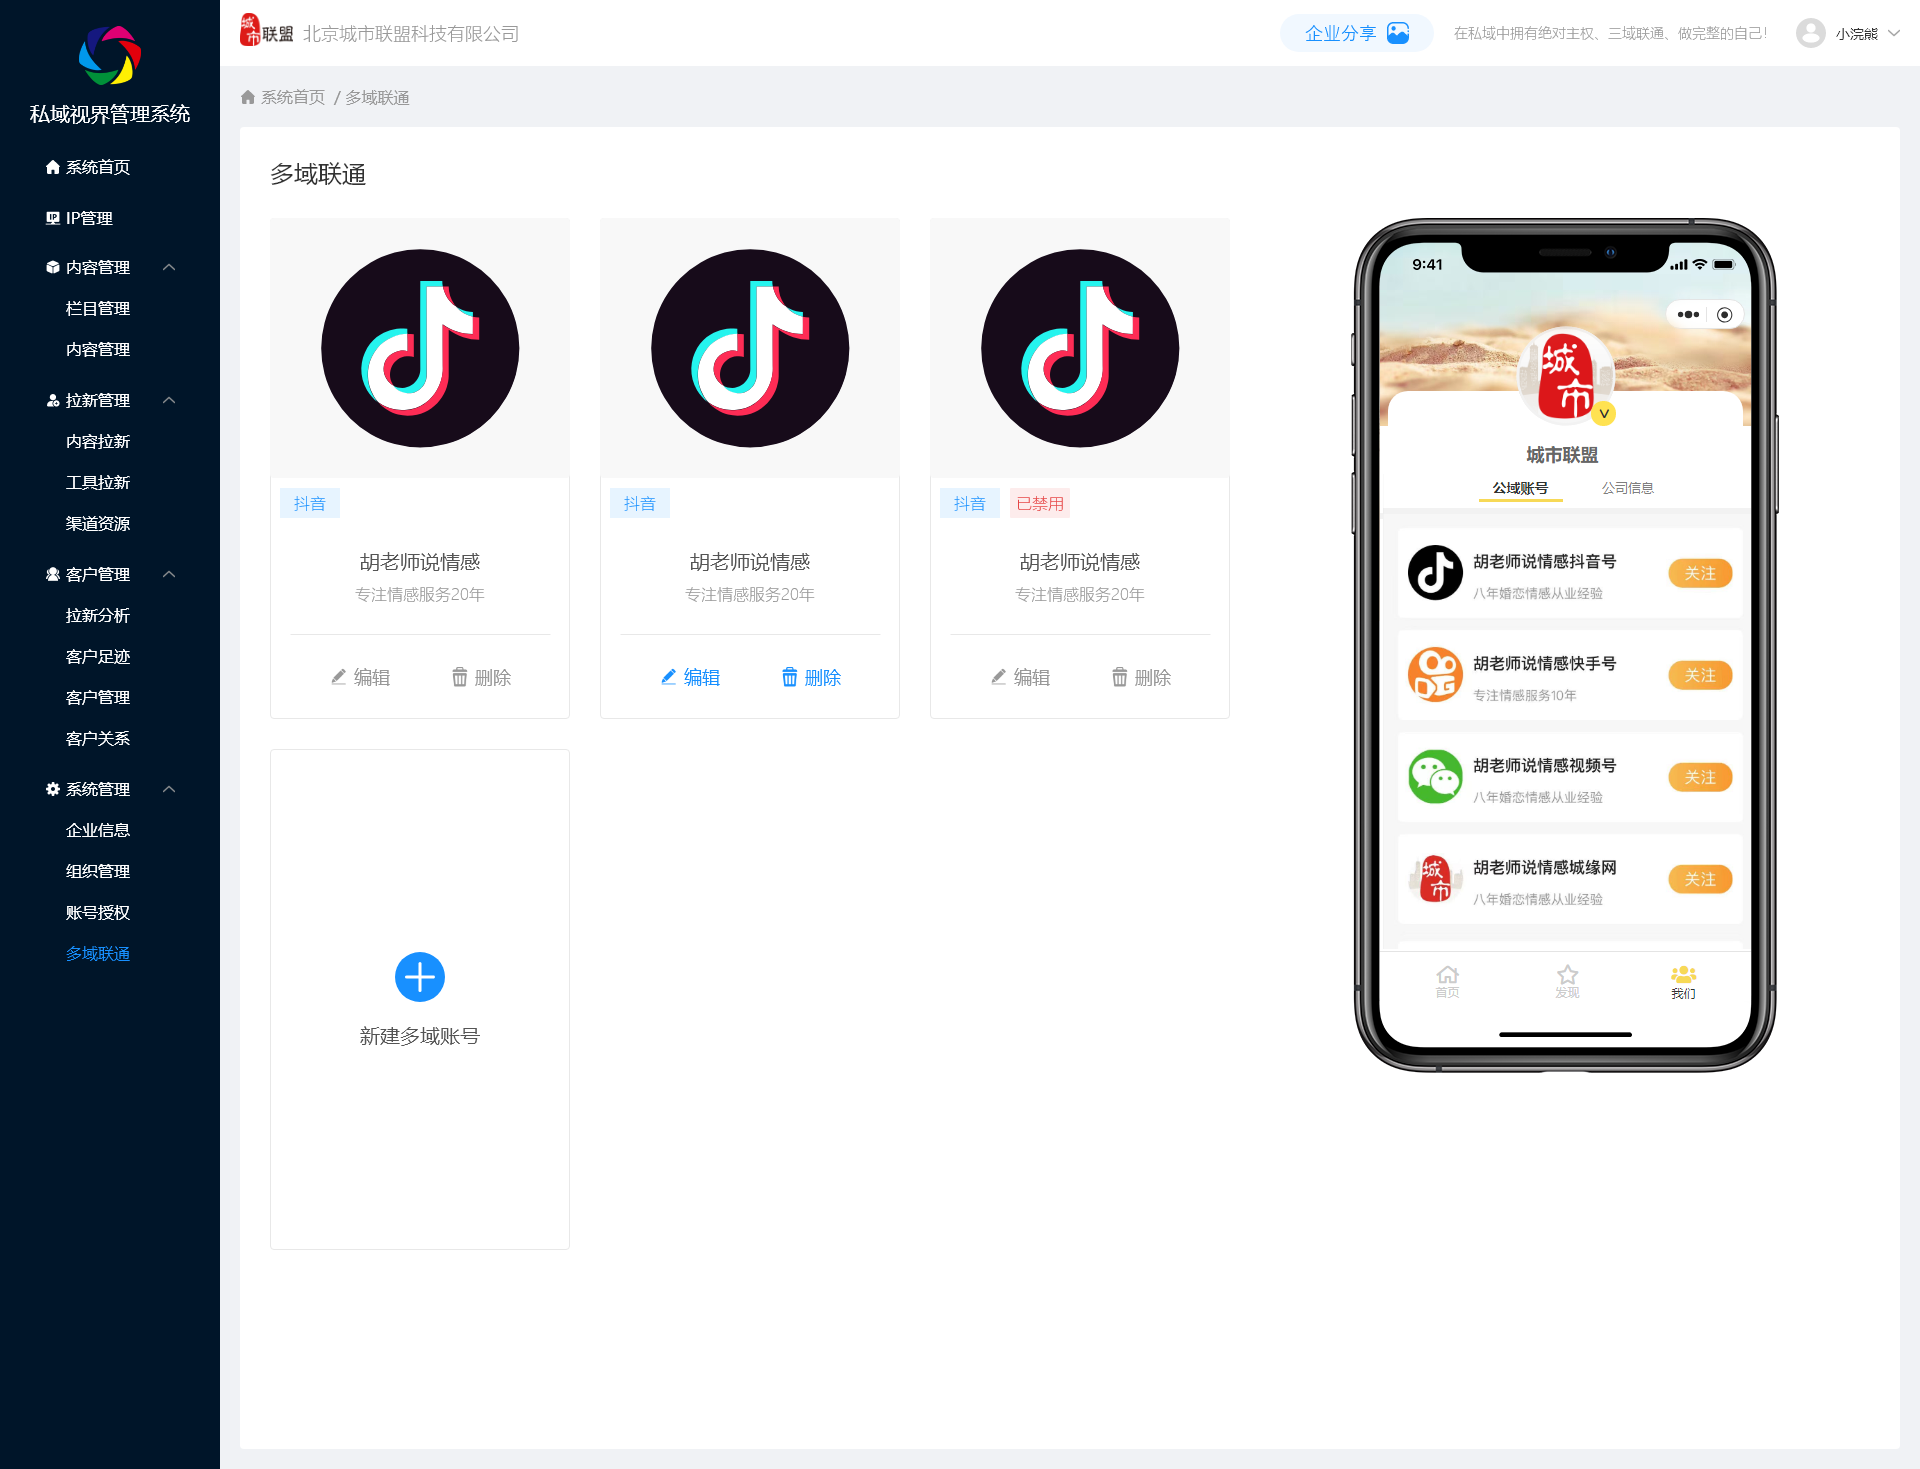 私域视界管理系统
系统首页
IP管理
内容管理
栏目管理
内容管理
拉新管理
内容拉新
工具拉新
渠道资源
客户管理
拉新分析
客户足迹
客户管理
客户关系
系统管理
企业信息
组织管理
账号授权
多域联通
城市联盟 北京城市联盟科技有限公司
企业分享
在私域中拥有绝对主权、三域联通、做完整的自己！
小浣熊
系统首页 / 多域联通
多域联通
抖音
胡老师说情感
专注情感服务20年
编辑 删除
抖音
胡老师说情感
专注情感服务20年
编辑 删除
抖音 已禁用
胡老师说情感
专注情感服务20年
编辑 删除
新建多域账号
9:41
城市
V
城市联盟
公域账号 公司信息
胡老师说情感抖音号
八年婚恋情感从业经验
关注
胡老师说情感快手号
专注情感服务10年
关注
胡老师说情感视频号
八年婚恋情感从业经验
关注
城市
胡老师说情感城缘网
八年婚恋情感从业经验
关注
首页 发现 我们